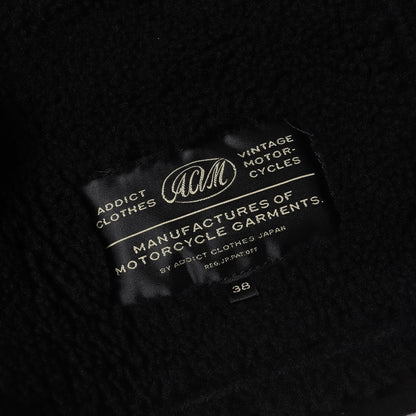 ADDICT CLOTHES
ACVM
VINTAGE MOTOR-CYCLES
MANUFACTURES OF
MOTORCYCLE GARMENTS.
BY ADDICT CLOTHES JAPAN
REG.JP.PAT.OFF
38